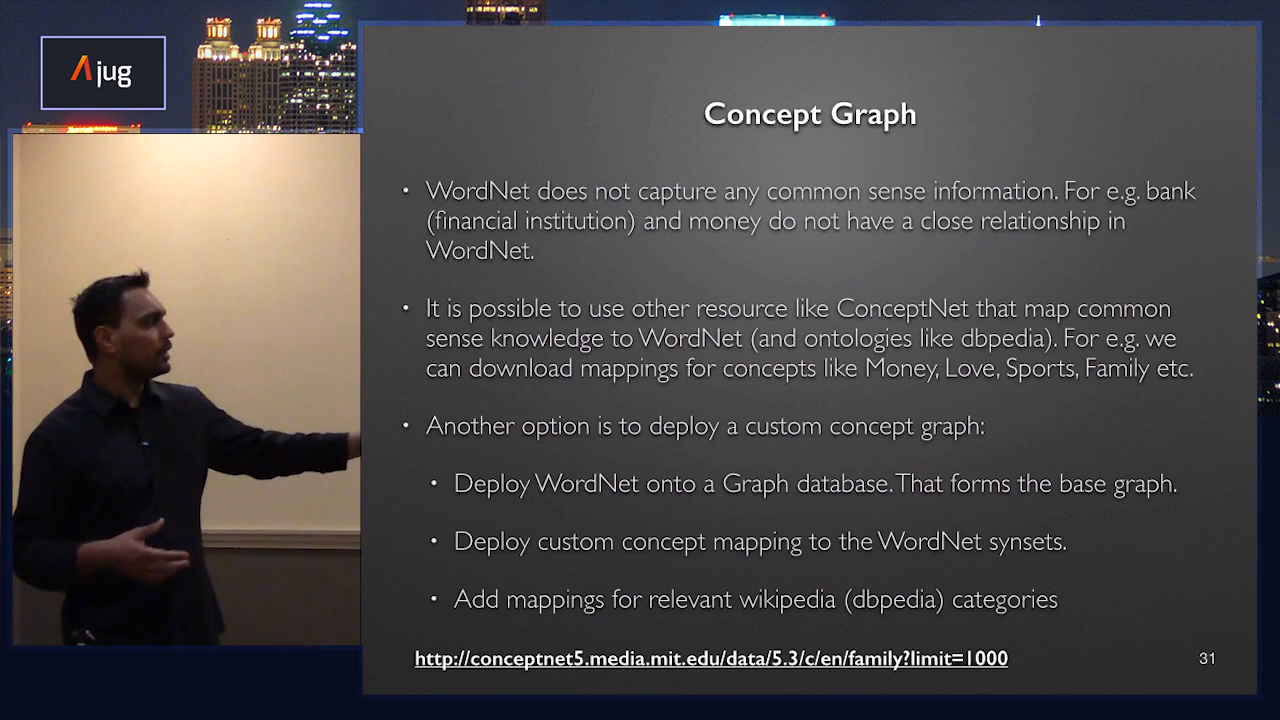 Ajug
Concept Graph
• WordNet does not capture any common sense information. For e.g. bank
(financial institution) and money do not have a close relationship in
WordNet.
• It is possible to use other resource like ConceptNet that map common
sense knowledge to WordNet (and ontologies like dbpedia). For e.g. we
can download mappings for concepts like Money, Love, Sports, Family etc.
• Another option is to deploy a custom concept graph:
• Deploy WordNet onto a Graph database. That forms the base graph.
• Deploy custom concept mapping to the WordNet synsets.
• Add mappings for relevant wikipedia (dbpedia) categories
http://conceptnet5.media.mit.edu/data/5.3/c/en/family?limit=1000
31